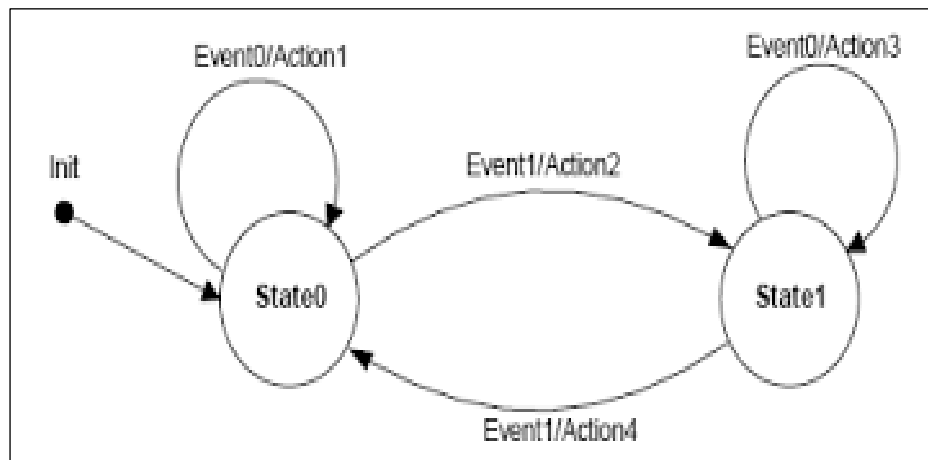 Event0/Action1
Event0/Action3
Init
Event1/Action2
State0
State1
Event1/Action4